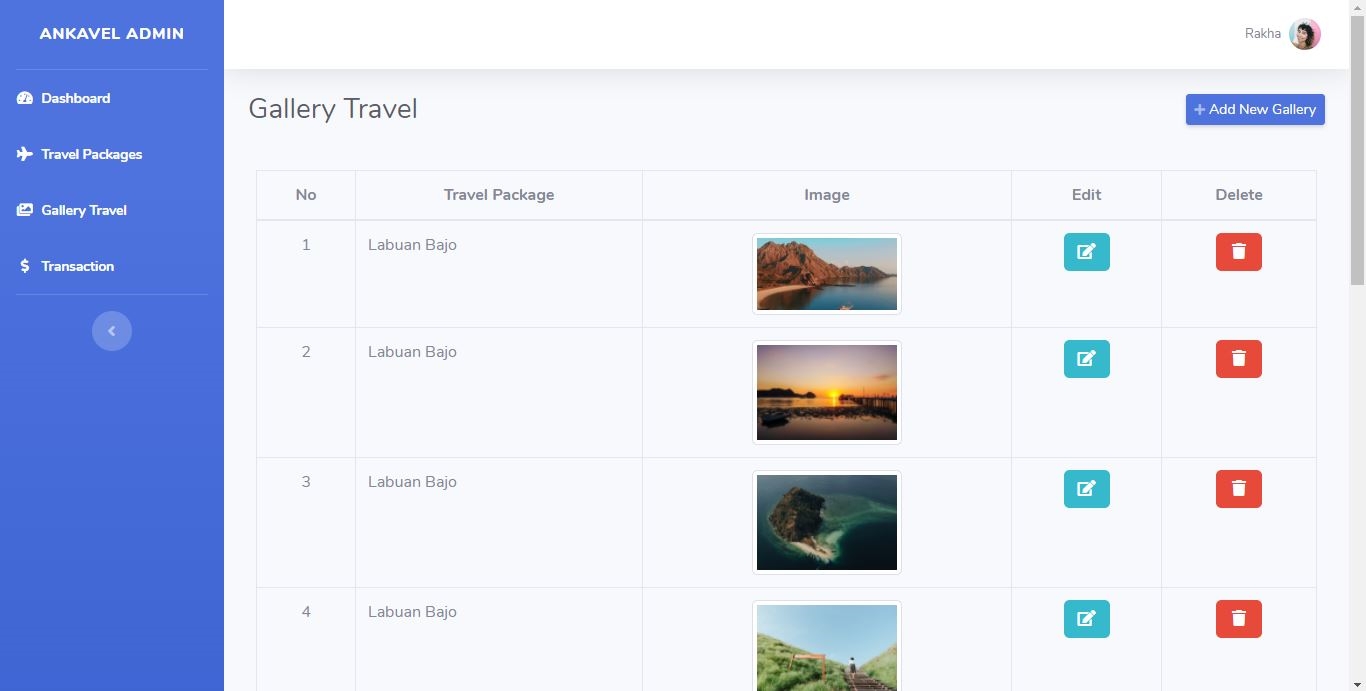 ANKAVEL ADMIN
Rakha
Dashboard
Travel Packages
Gallery Travel
Transaction
Gallery Travel
+ Add New Gallery
No Travel Package Image Edit Delete
1 Labuan Bajo
2 Labuan Bajo
3 Labuan Bajo
4 Labuan Bajo